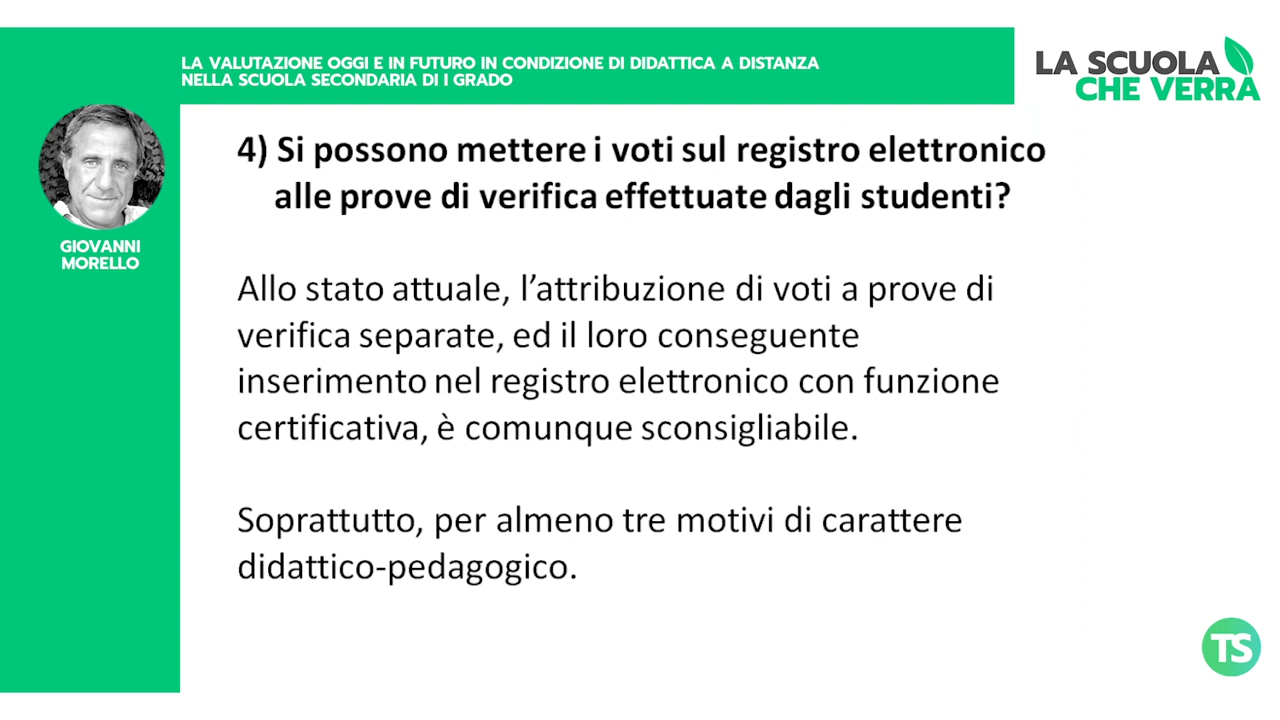 LA VALUTAZIONE OGGI E IN FUTURO IN CONDIZIONE DI DIDATTICA A DISTANZA
NELLA SCUOLA SECONDARIA DI I GRADO
LA SCUOLA
CHE VERRÀ
GIOVANNI
MORELLO
4) Si possono mettere i voti sul registro elettronico
alle prove di verifica effettuate dagli studenti?
Allo stato attuale, l’attribuzione di voti a prove di
verifica separate, ed il loro conseguente
inserimento nel registro elettronico con funzione
certificativa, è comunque sconsigliabile.
Soprattutto, per almeno tre motivi di carattere
didattico-pedagogico.
TS